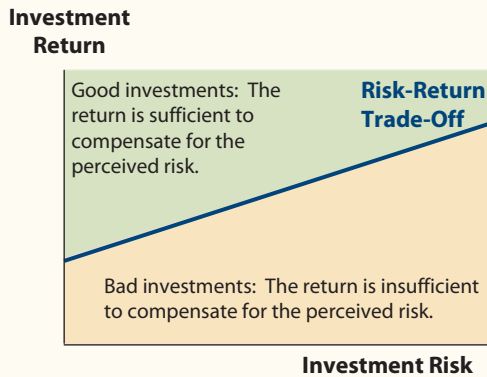 Investment
Return
Good investments: The
return is sufficient to
compensate for the
perceived risk.
Risk-Return
Trade-Off
Bad investments: The return is insufficient
to compensate for the perceived risk.
Investment Risk